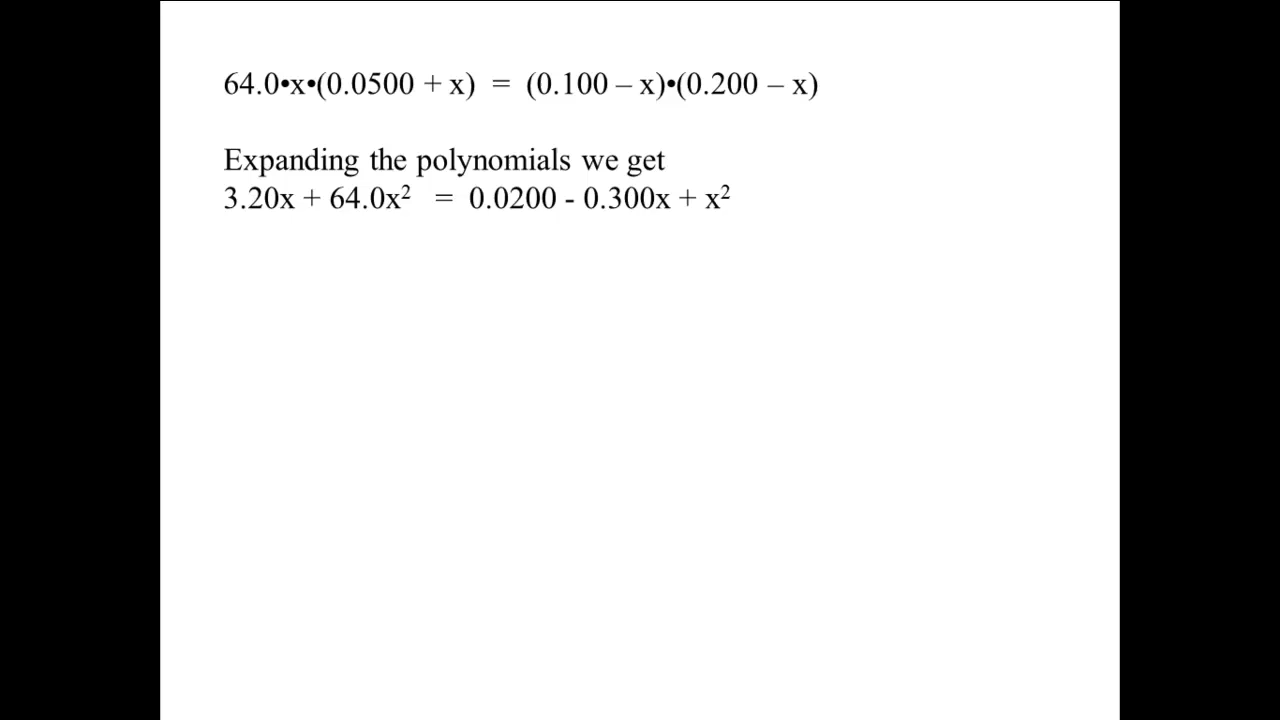 64.0•x•(0.0500 + x) = (0.100 – x)•(0.200 – x)
Expanding the polynomials we get
3.20x + 64.0x² = 0.0200 - 0.300x + x²